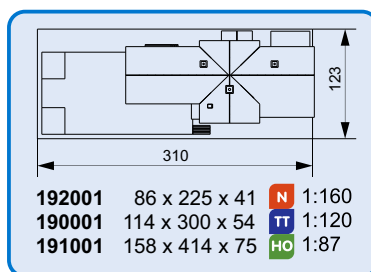 123
310
192001 86 x 225 x 41 N 1:160
190001 114 x 300 x 54 TT 1:120
191001 158 x 414 x 75 HO 1:87